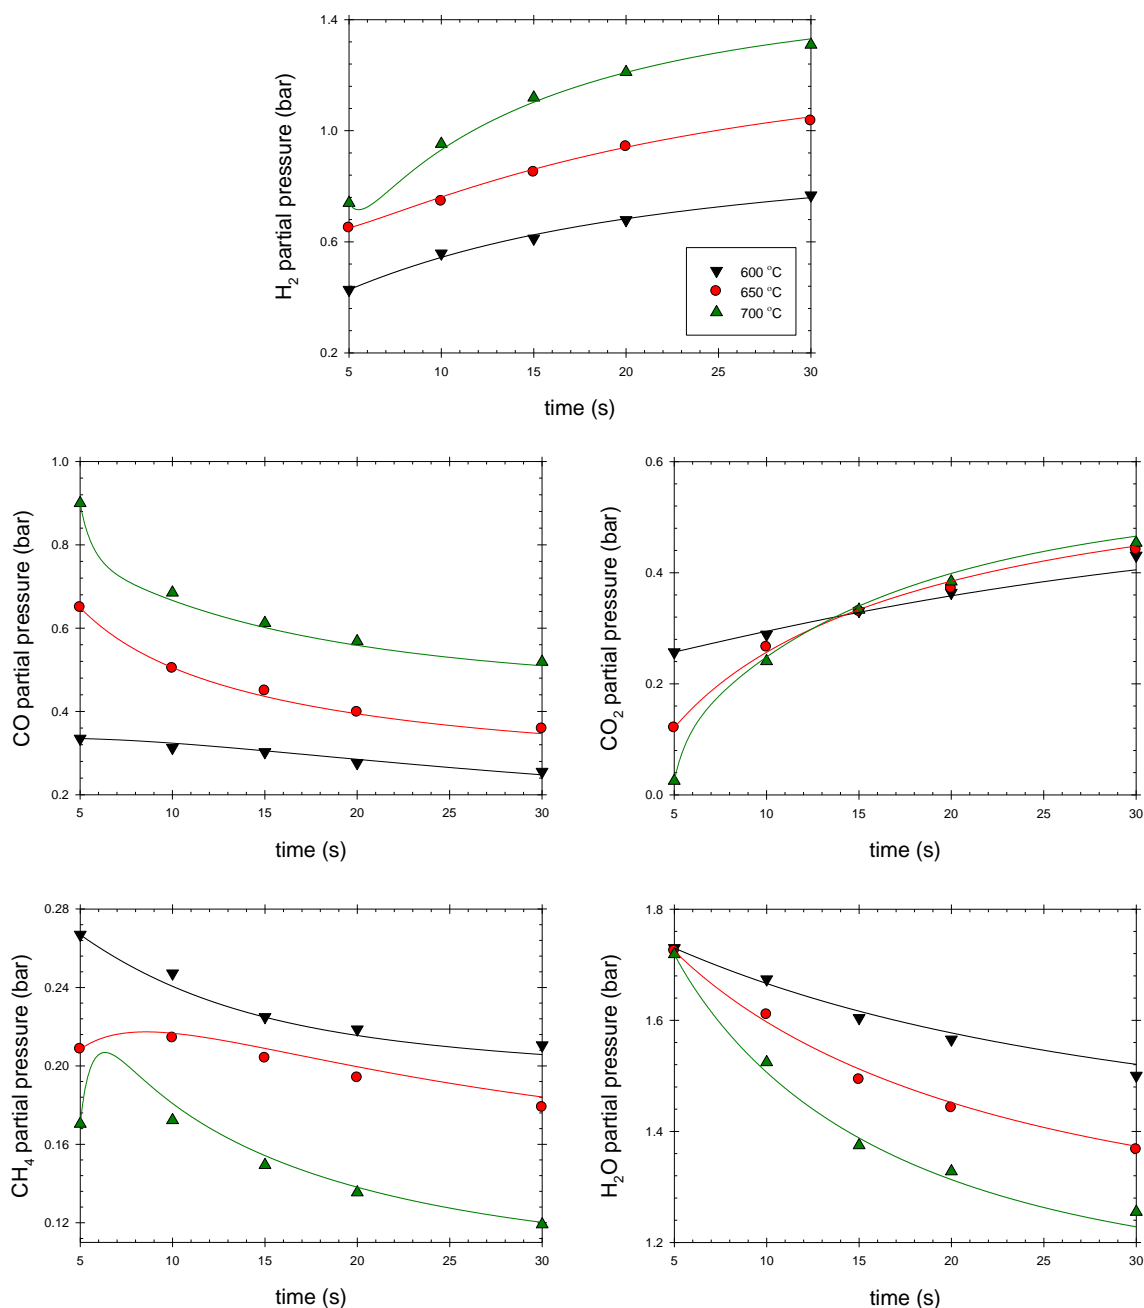 1.4
1.0
0.6
0.2
H₂ partial pressure (bar)
600 °C
650 °C
700 °C
5 10 15 20 25 30
time (s)
1.0
0.8
0.6
0.4
0.2
CO partial pressure (bar)
5 10 15 20 25 30
time (s)
0.6
0.4
0.2
0.0
CO₂ partial pressure (bar)
5 10 15 20 25 30
time (s)
0.28
0.24
0.20
0.16
0.12
CH₄ partial pressure (bar)
5 10 15 20 25 30
time (s)
1.8
1.6
1.4
1.2
H₂O partial pressure (bar)
5 10 15 20 25 30
time (s)